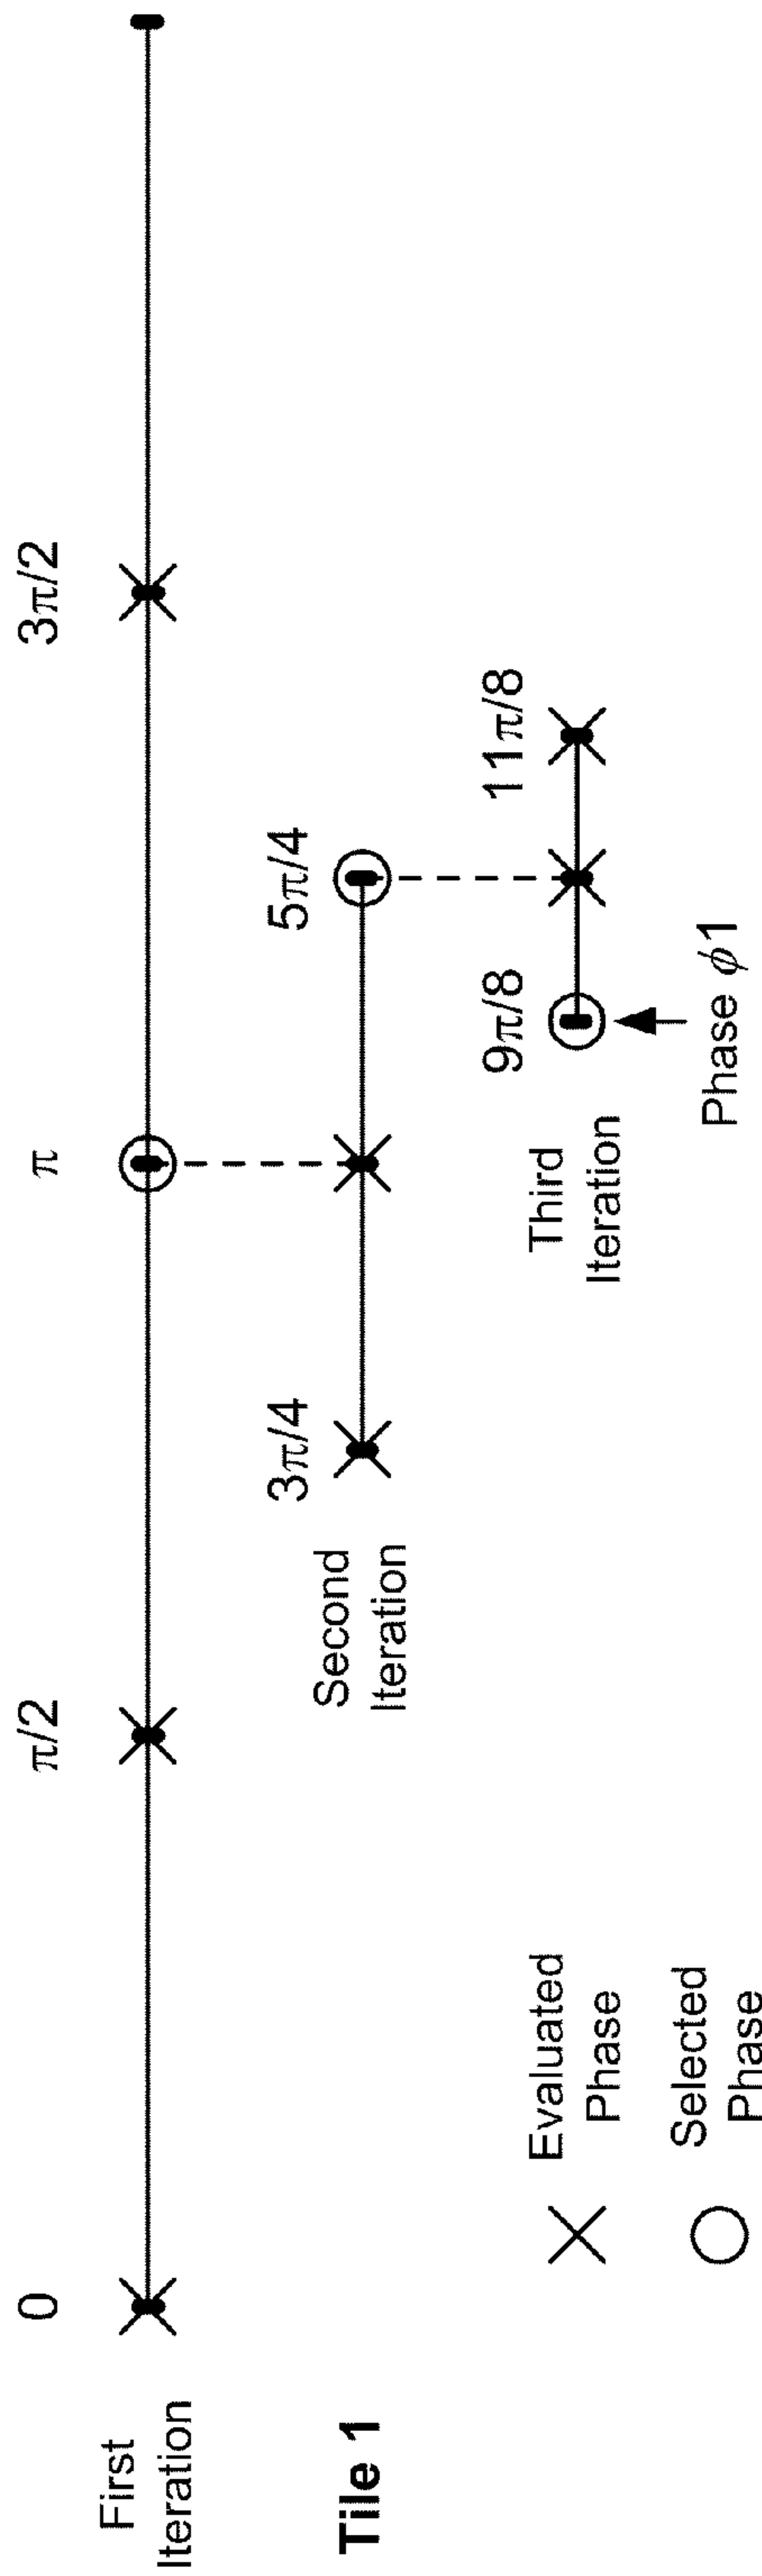 0
π/2
π
3π/2
First
Iteration
3π/4
5π/4
Second
Iteration
Tile 1
9π/8
11π/8
Third
Iteration
Phase ϕ1
Evaluated
Phase
Selected
Phase